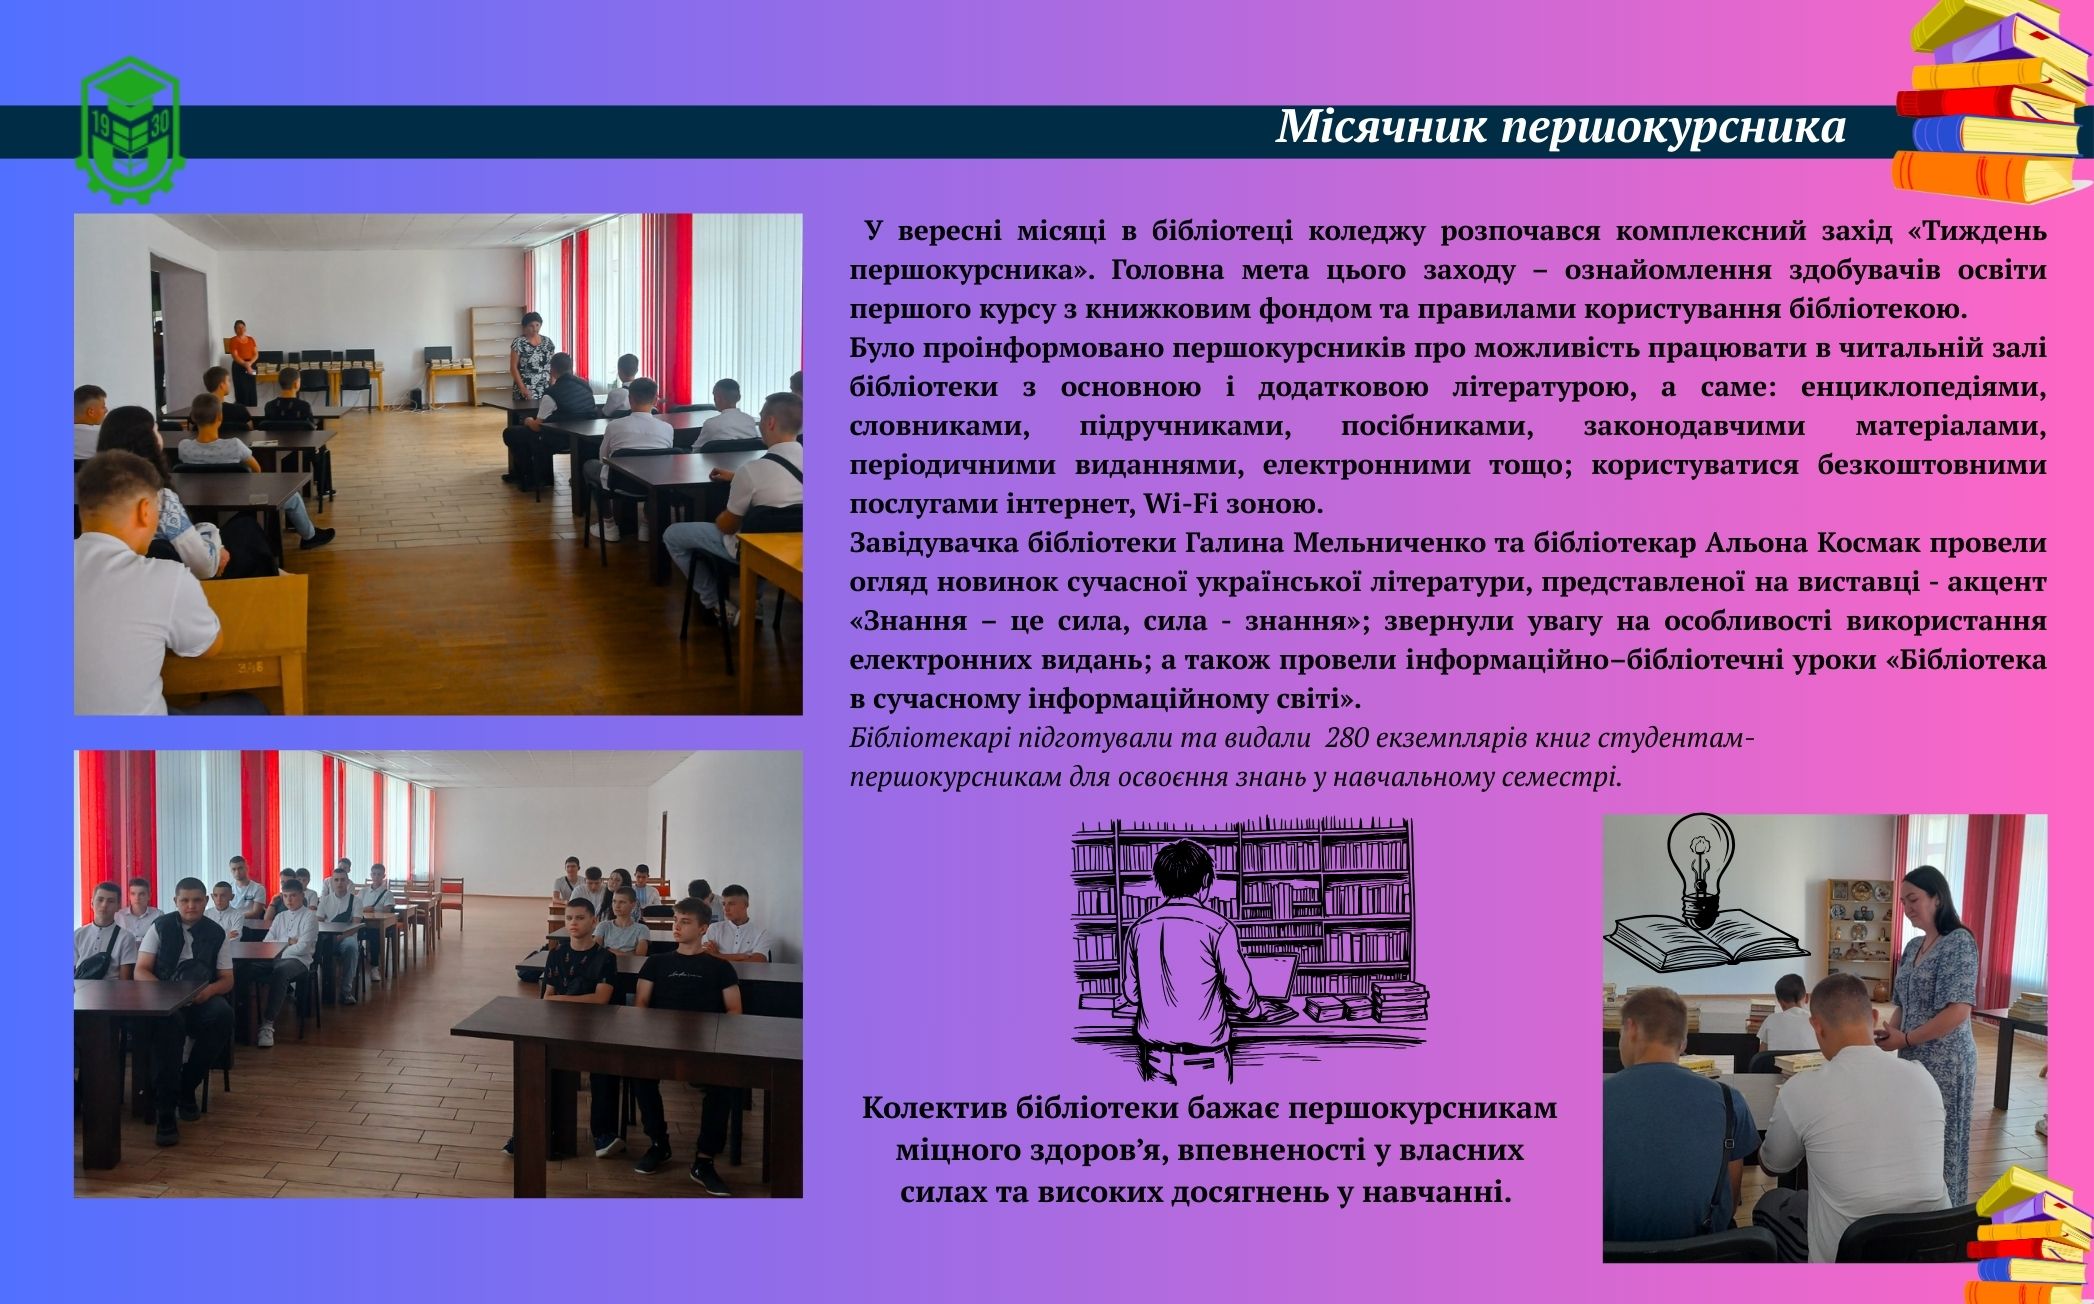 19 30
Місячник першокурсника
У вересні місяці в бібліотеці коледжу розпочався комплексний захід «Тиждень
першокурсника». Головна мета цього заходу – ознайомлення здобувачів освіти
першого курсу з книжковим фондом та правилами користування бібліотекою.
Було проінформовано першокурсників про можливість працювати в читальній залі
бібліотеки з основною і додатковою літературою, а саме: енциклопедіями,
словниками, підручниками, посібниками, законодавчими матеріалами,
періодичними виданнями, електронними тощо; користуватися безкоштовними
послугами інтернет, Wi-Fi зоною.
Завідувачка бібліотеки Галина Мельниченко та бібліотекар Альона Космак провели
огляд новинок сучасної української літератури, представленої на виставці - акцент
«Знання – це сила, сила - знання»; звернули увагу на особливості використання
електронних видань; а також провели інформаційно–бібліотечні уроки «Бібліотека
в сучасному інформаційному світі».
Бібліотекарі підготували та видали 280 екземплярів книг студентам-
першокурсникам для освоєння знань у навчальному семестрі.
Колектив бібліотеки бажає першокурсникам
міцного здоров’я, впевненості у власних
силах та високих досягнень у навчанні.